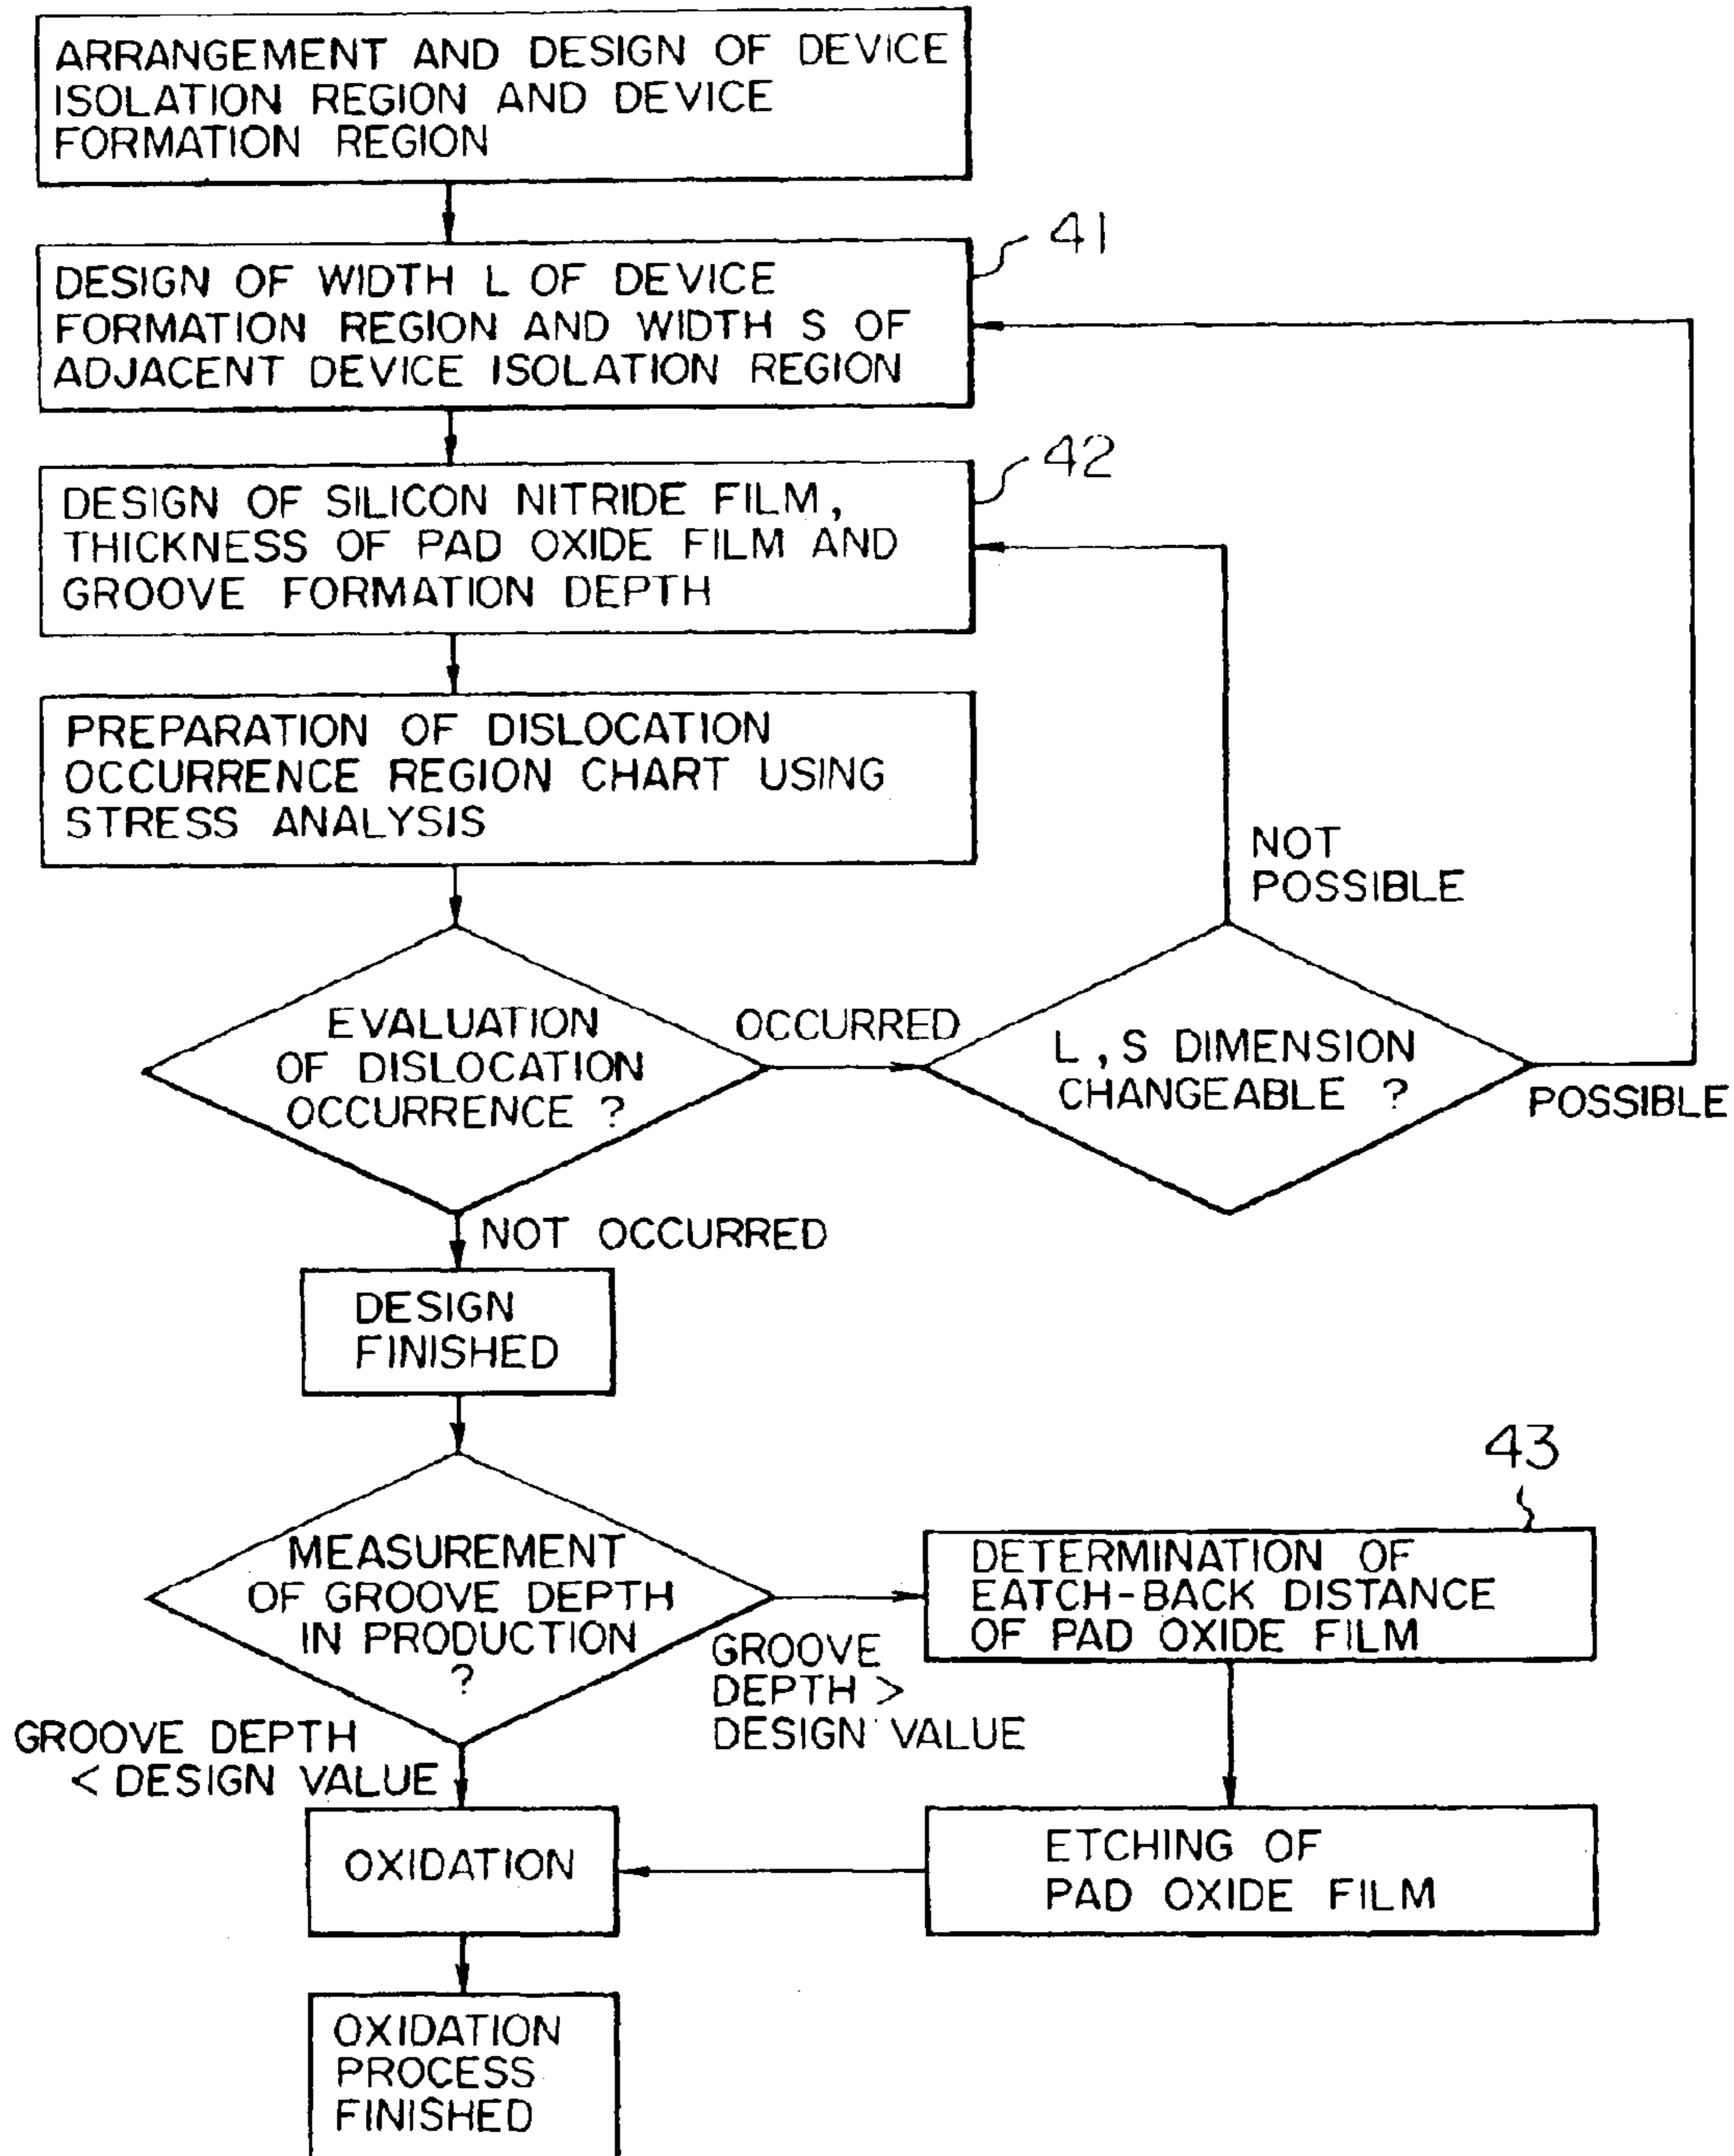 ARRANGEMENT AND DESIGN OF DEVICE
ISOLATION REGION AND DEVICE
FORMATION REGION
41
DESIGN OF WIDTH L OF DEVICE
FORMATION REGION AND WIDTH S OF
ADJACENT DEVICE ISOLATION REGION
42
DESIGN OF SILICON NITRIDE FILM,
THICKNESS OF PAD OXIDE FILM AND
GROOVE FORMATION DEPTH
PREPARATION OF DISLOCATION
OCCURRENCE REGION CHART USING
STRESS ANALYSIS
NOT
POSSIBLE
EVALUATION
OF DISLOCATION
OCCURRENCE ?
OCCURRED
L, S DIMENSION
CHANGEABLE ?
POSSIBLE
NOT OCCURRED
DESIGN
FINISHED
43
MEASUREMENT
OF GROOVE DEPTH
IN PRODUCTION
?
GROOVE
DEPTH >
DESIGN VALUE
DETERMINATION OF
EATCH-BACK DISTANCE
OF PAD OXIDE FILM
GROOVE DEPTH
< DESIGN VALUE
OXIDATION
ETCHING OF
PAD OXIDE FILM
OXIDATION
PROCESS
FINISHED